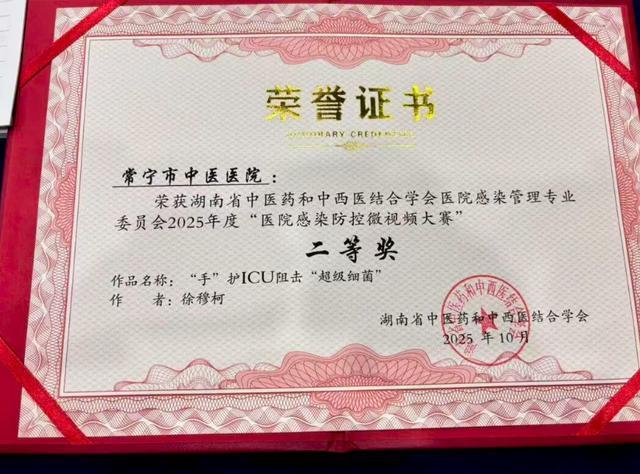 荣誉证书
HONORARY CREDENTIAL
常宁市中医医院：
荣获湖南省中医药和中西医结合学会医院感染管理专业
委员会2025年度“医院感染防控微视频大赛”
二等奖
作品名称：“手”护ICU阻击“超级细菌”
作 者：徐穆柯
湖南省中医药和中西医结合学会
2025 年10月